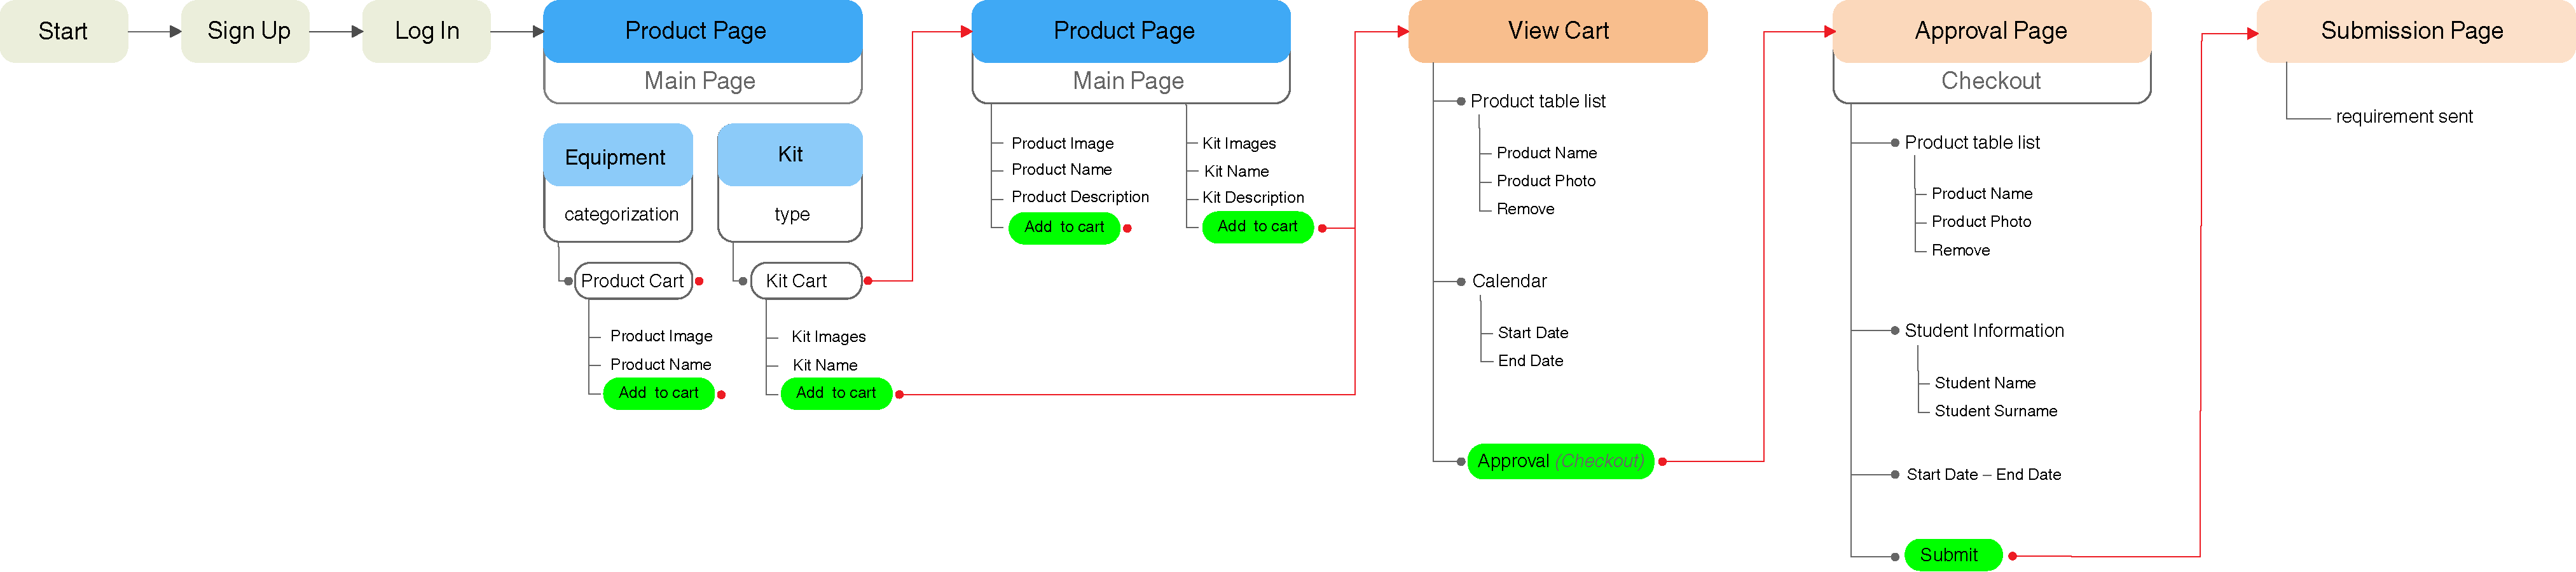 Start
Sign Up
Log In
Product Page
Main Page
Equipment
categorization
Product Cart
Product Image
Product Name
Add to cart
Kit
type
Kit Cart
Kit Images
Kit Name
Add to cart
Product Page
Main Page
Product Image
Product Name
Product Description
Add to cart
Kit Images
Kit Name
Kit Description
Add to cart
View Cart
Product table list
Product Name
Product Photo
Remove
Calendar
Start Date
End Date
Approval (Checkout)
Approval Page
Checkout
Product table list
Product Name
Product Photo
Remove
Student Information
Student Name
Student Surname
Start Date – End Date
Submit
Submission Page
requirement sent